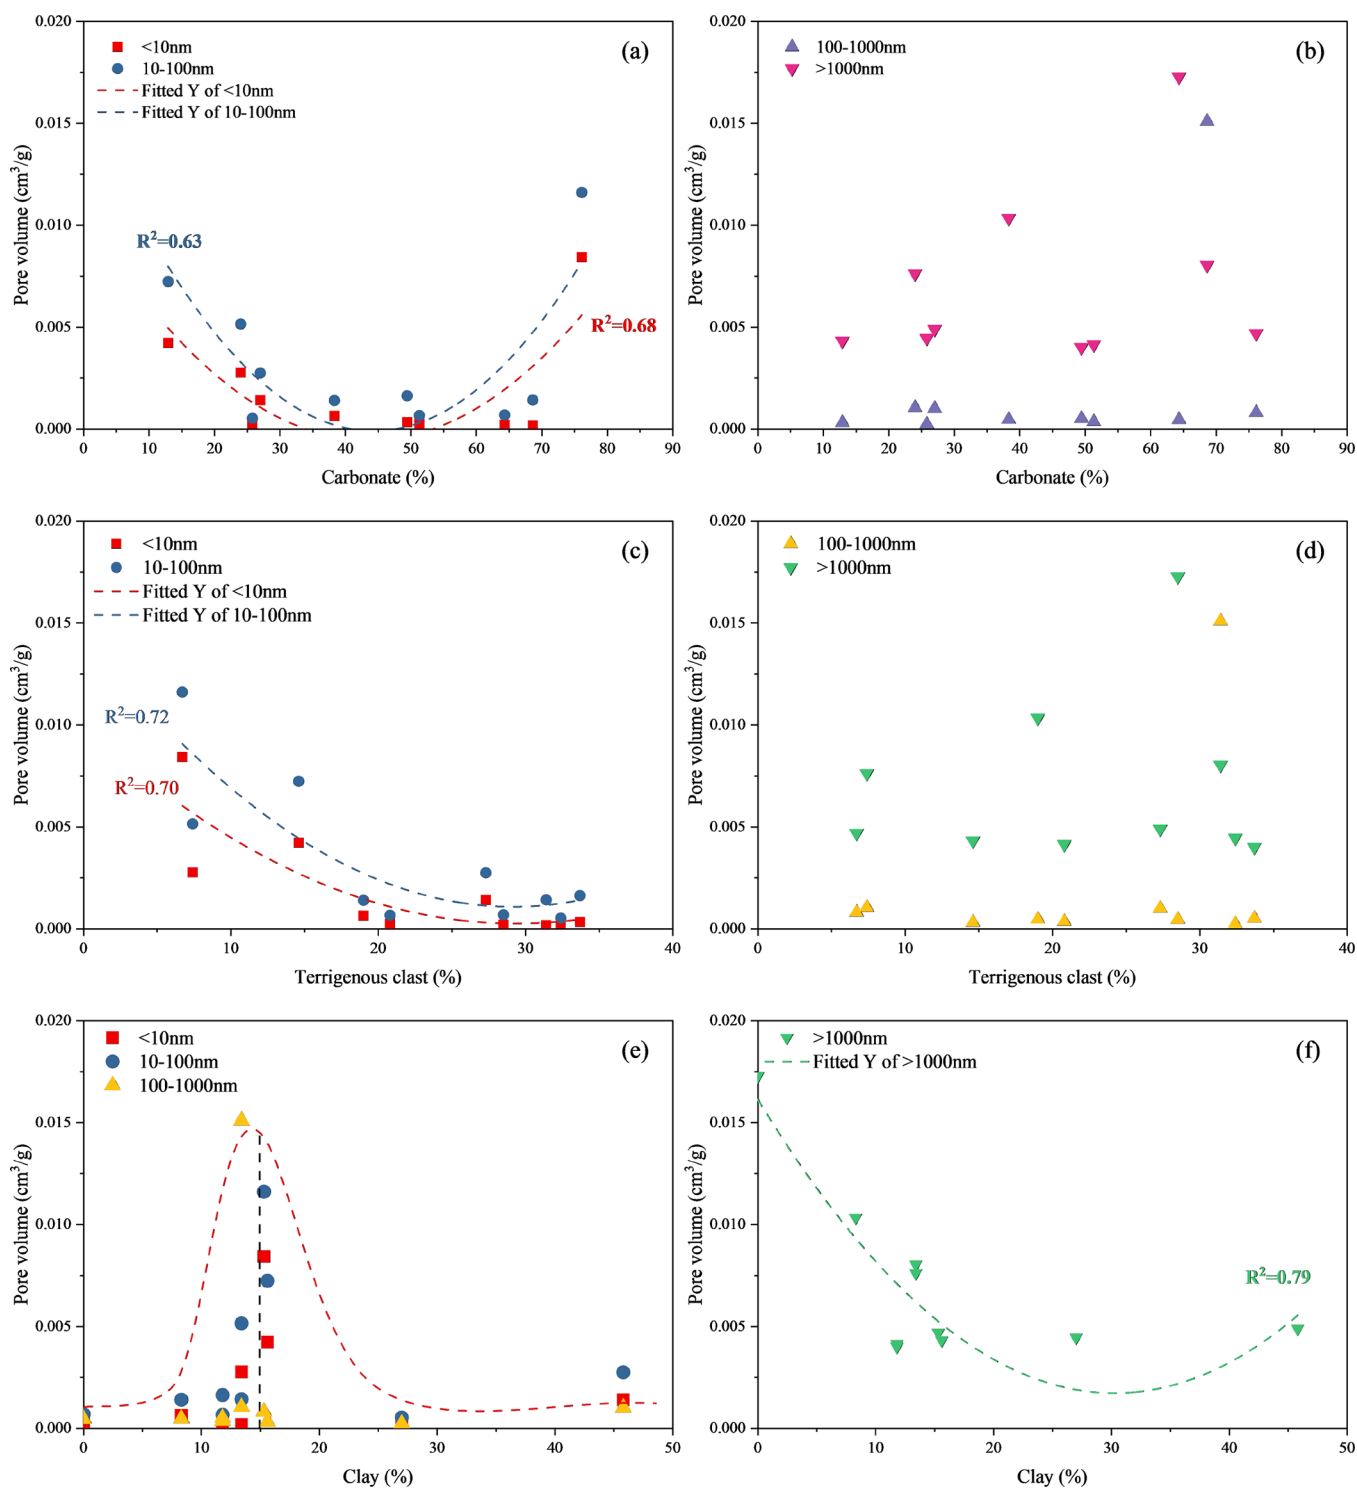 <10nm
10-100nm
Fitted Y of <10nm
Fitted Y of 10-100nm
(a)
R²=0.63
R²=0.68
0.020
0.015
0.010
0.005
0.000
Pore volume (cm³/g)
0 10 20 30 40 50 60 70 80 90
Carbonate (%)
100-1000nm
>1000nm
(b)
0.020
0.015
0.010
0.005
0.000
Pore volume (cm³/g)
0 10 20 30 40 50 60 70 80 90
Carbonate (%)
<10nm
10-100nm
Fitted Y of <10nm
Fitted Y of 10-100nm
(c)
R²=0.72
R²=0.70
0.020
0.015
0.010
0.005
0.000
Pore volume (cm³/g)
0 10 20 30 40
Terrigenous clast (%)
100-1000nm
>1000nm
(d)
0.020
0.015
0.010
0.005
0.000
Pore volume (cm³/g)
0 10 20 30 40
Terrigenous clast (%)
<10nm
10-100nm
100-1000nm
(e)
0.020
0.015
0.010
0.005
0.000
Pore volume (cm³/g)
0 10 20 30 40 50
Clay (%)
>1000nm
Fitted Y of >1000nm
(f)
R²=0.79
0.020
0.015
0.010
0.005
0.000
Pore volume (cm³/g)
0 10 20 30 40 50
Clay (%)